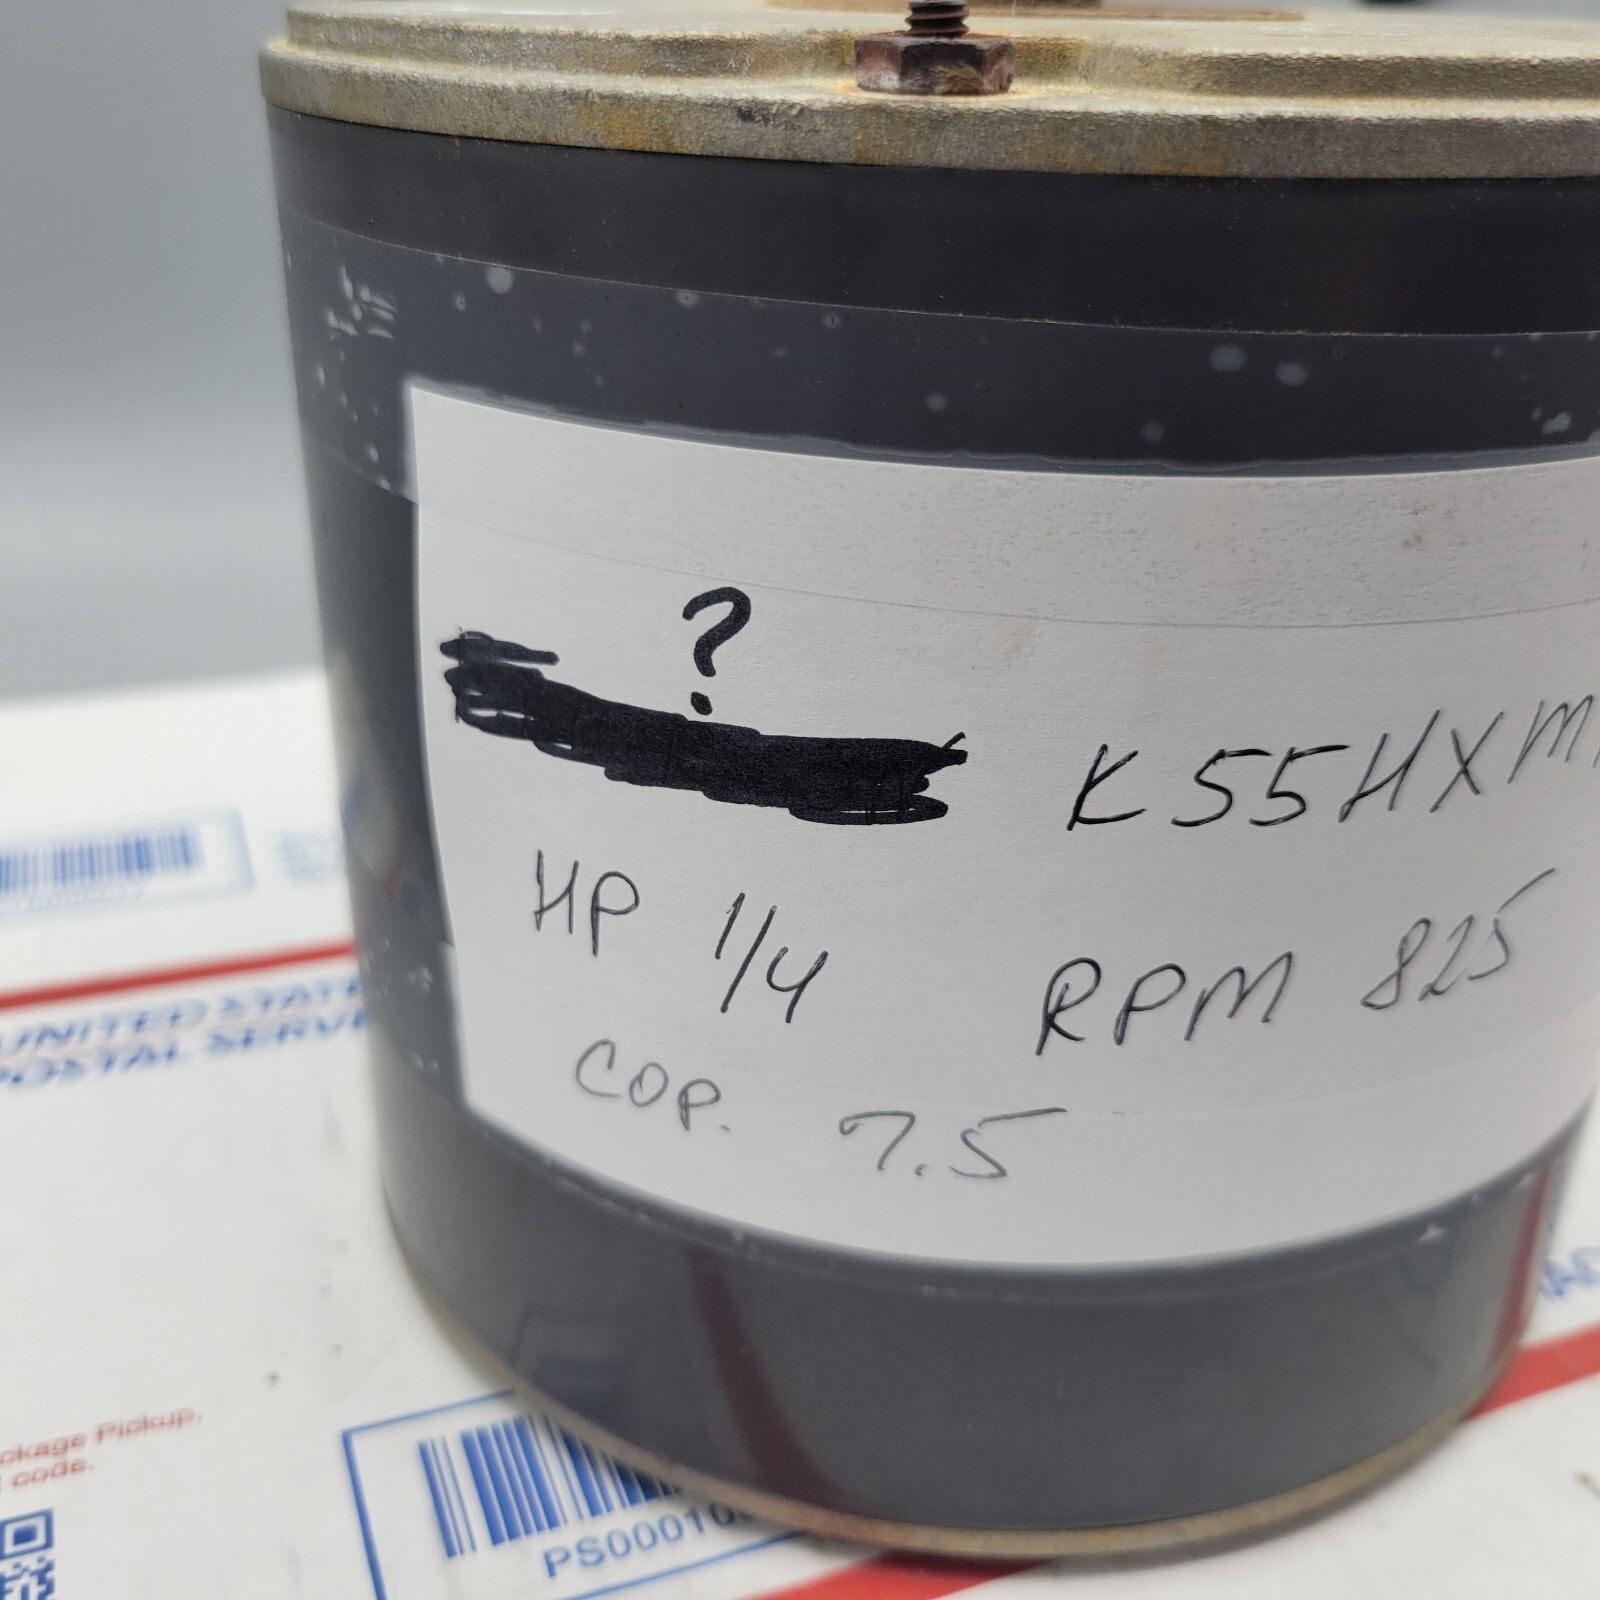 ?
K55HXM
HP 1/4 RPM 825
COP. 7.5
UNITED STAT
POSTAL SERV
ckage Pickup,
code.
PS00010